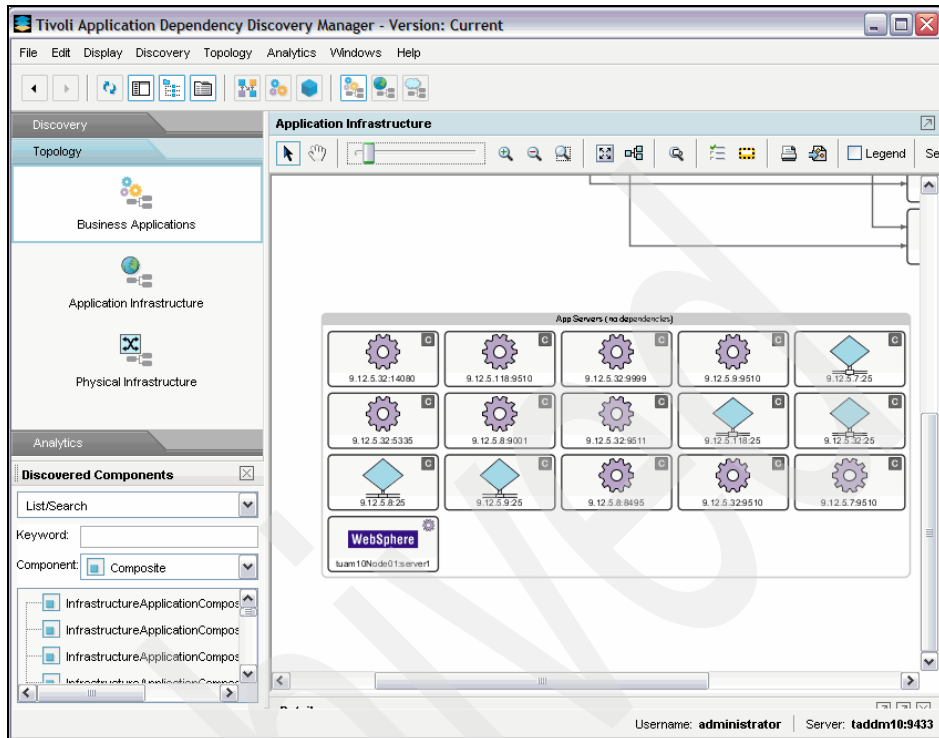 Tivoli Application Dependency Discovery Manager - Version: Current
File Edit Display Discovery Topology Analytics Windows Help
Discovery
Topology
Business Applications
Application Infrastructure
Physical Infrastructure
Analytics
Discovered Components
List/Search
Keyword:
Component: Composite
InfrastructureApplicationCompos
InfrastructureApplicationCompos
InfrastructureApplicationCompos
InfrastructureApplicationCompos
Application Infrastructure
Legend Se
App Servers (no dependencies)
C C C C C
9.12.5.32:14080 9.12.5.118:9510 9.12.5.32:9999 9.12.5.9:9510 9.12.5.7:25
C C C C C
9.12.5.32:5335 9.12.5.8:9001 9.12.5.32:9511 9.12.5.118:25 9.12.5.32:25
C C C C C
9.12.5.8:25 9.12.5.9:25 9.12.5.8:8495 9.12.5.32:9510 9.12.5.7:9510
WebSphere
tuam10Node01:server1
Username: administrator Server: taddm10:9433